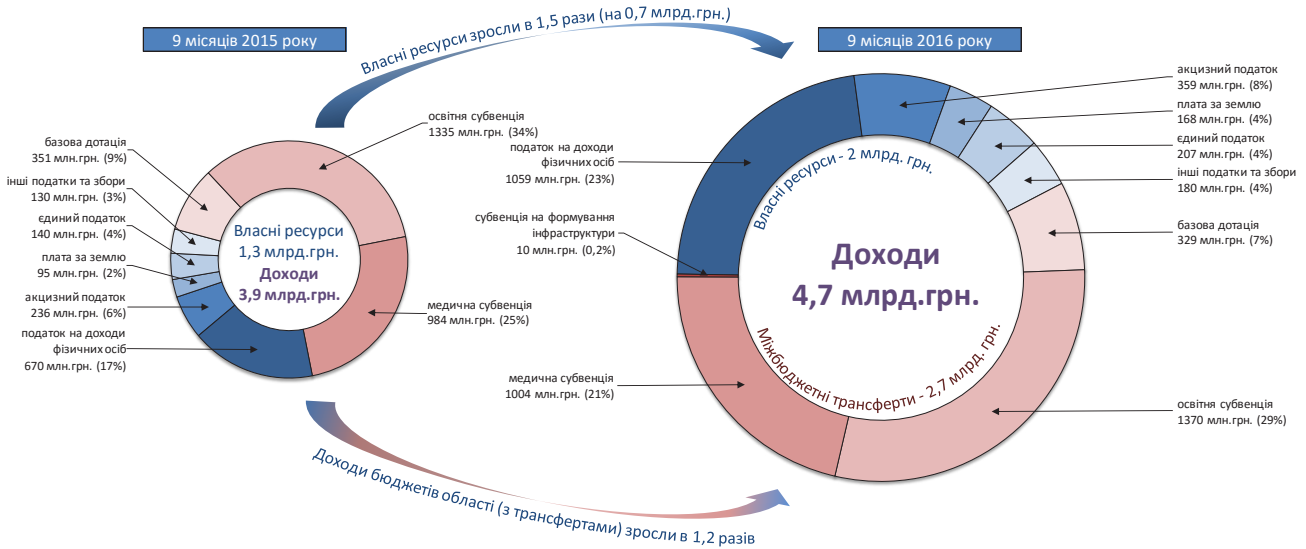 9 місяців 2015 року
Власні ресурси зросли в 1,5 рази (на 0,7 млрд.грн.)
9 місяців 2016 року
освітня субвенція
1335 млн.грн. (34%)
базова дотація
351 млн.грн. (9%)
інші податки та збори
130 млн.грн. (3%)
єдиний податок
140 млн.грн. (4%)
плата за землю
95 млн.грн. (2%)
акцизний податок
236 млн.грн. (6%)
податок на доходи
фізичних осіб
670 млн.грн. (17%)
Власні ресурси
1,3 млрд.грн.
Доходи
3,9 млрд.грн.
медична субвенція
984 млн.грн. (25%)
податок на доходи
фізичних осіб
1059 млн.грн. (23%)
субвенція на формування
інфраструктури
10 млн.грн. (0,2%)
медична субвенція
1004 млн.грн. (21%)
Власні ресурси - 2 млрд. грн.
Доходи
4,7 млрд.грн.
Міжбюджетні трансферти - 2,7 млрд. грн.
акцизний податок
359 млн.грн. (8%)
плата за землю
168 млн.грн. (4%)
єдиний податок
207 млн.грн. (4%)
інші податки та збори
180 млн.грн. (4%)
базова дотація
329 млн.грн. (7%)
освітня субвенція
1370 млн.грн. (29%)
Доходи бюджетів області (з трансфертами) зросли в 1,2 разів